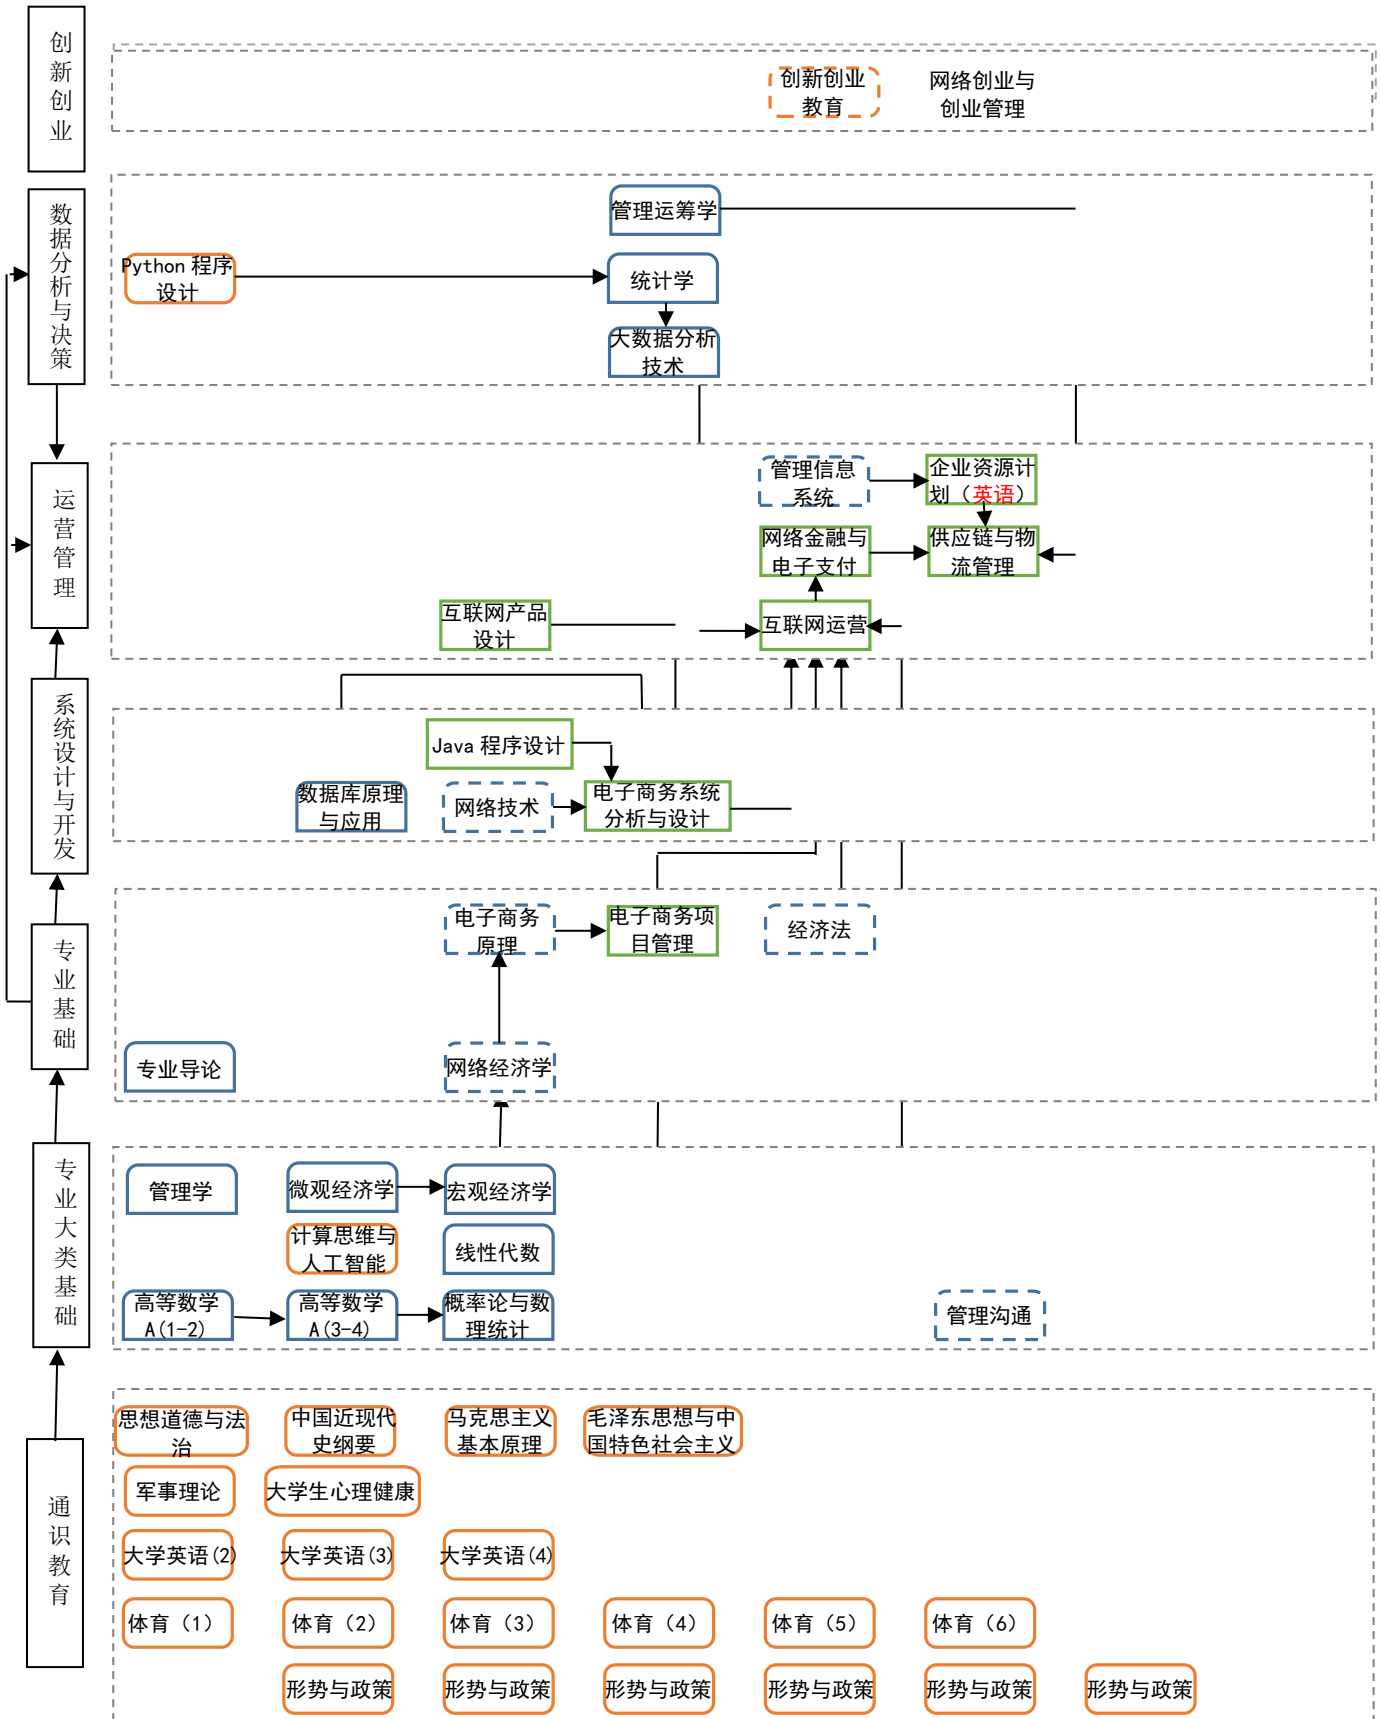 创新创业
创新创业
教育
网络创业与
创业管理
数据分析与决策
管理运筹学
Python 程序
设计
统计学
大数据分析
技术
运营管理
管理信息
系统
企业资源计
划（英语）
网络金融与
电子支付
供应链与物
流管理
互联网产品
设计
互联网运营
系统设计与开发
Java 程序设计
数据库原理
与应用
网络技术
电子商务系统
分析与设计
专业基础
电子商务
原理
电子商务项
目管理
经济法
专业导论
网络经济学
专业大类基础
管理学
微观经济学
宏观经济学
计算思维与
人工智能
线性代数
高等数学
A(1-2)
高等数学
A(3-4)
概率论与数
理统计
管理沟通
通识教育
思想道德与法
治
中国近现代
史纲要
马克思主义
基本原理
毛泽东思想与中
国特色社会主义
军事理论
大学生心理健康
大学英语(2)
大学英语(3)
大学英语(4)
体育（1）
体育（2）
体育（3）
体育（4）
体育（5）
体育（6）
形势与政策
形势与政策
形势与政策
形势与政策
形势与政策
形势与政策